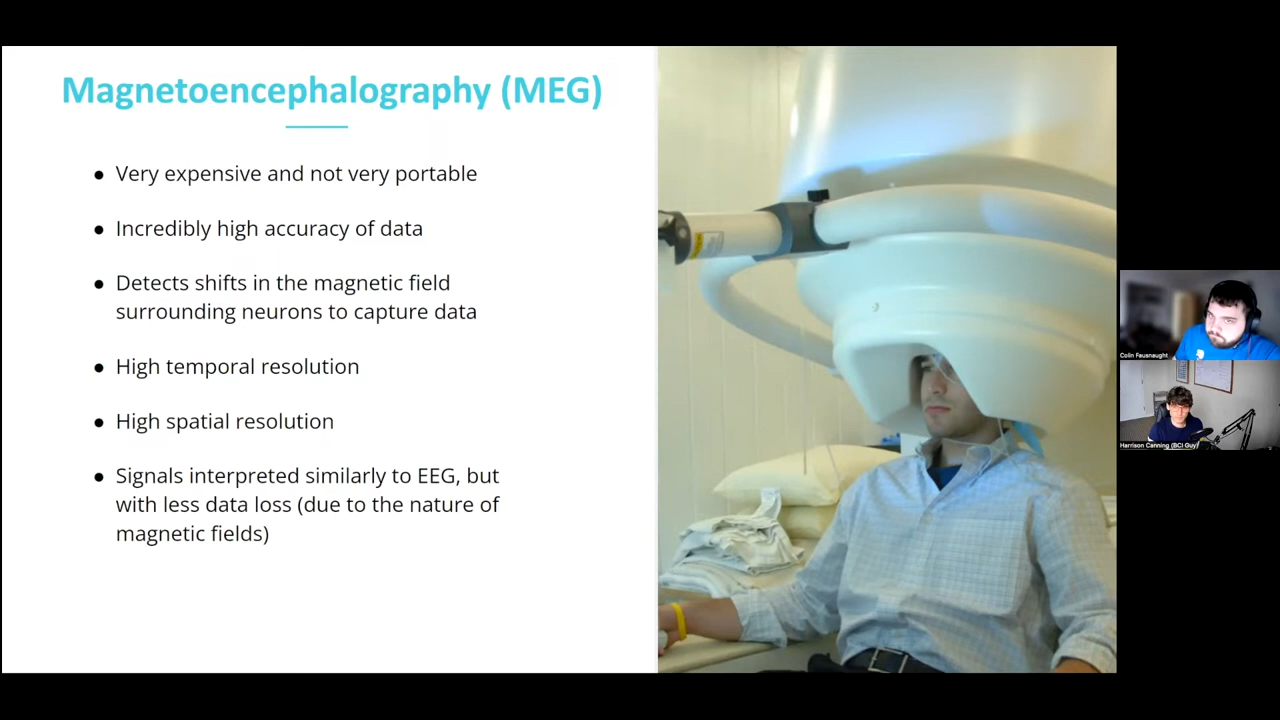 Magnetoencephalography (MEG)
● Very expensive and not very portable
● Incredibly high accuracy of data
● Detects shifts in the magnetic field
surrounding neurons to capture data
● High temporal resolution
● High spatial resolution
● Signals interpreted similarly to EEG, but
with less data loss (due to the nature of
magnetic fields)
Colin Fausnaught
Harrison Canning (BCI Guy)